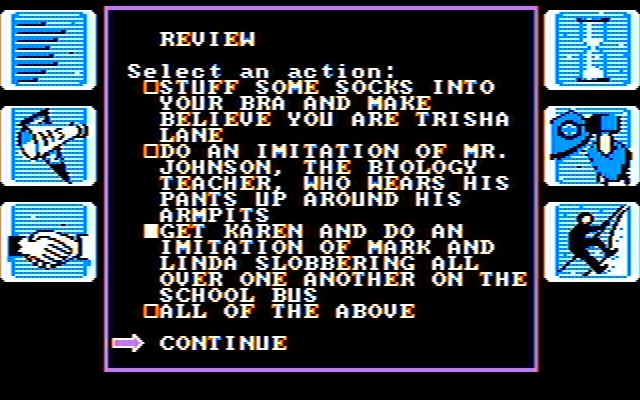 REVIEW
Select an action:
STUFF SOME SOCKS INTO
YOUR BRA AND MAKE
BELIEVE YOU ARE TRISHA
LANE
DO AN IMITATION OF MR.
JOHNSON, THE BIOLOGY
TEACHER, WHO WEARS HIS
PANTS UP AROUND HIS
ARMPITS
GET KAREN AND DO AN
IMITATION OF MARK AND
LINDA SLOBBERING ALL
OVER ONE ANOTHER ON THE
SCHOOL BUS
ALL OF THE ABOVE
CONTINUE